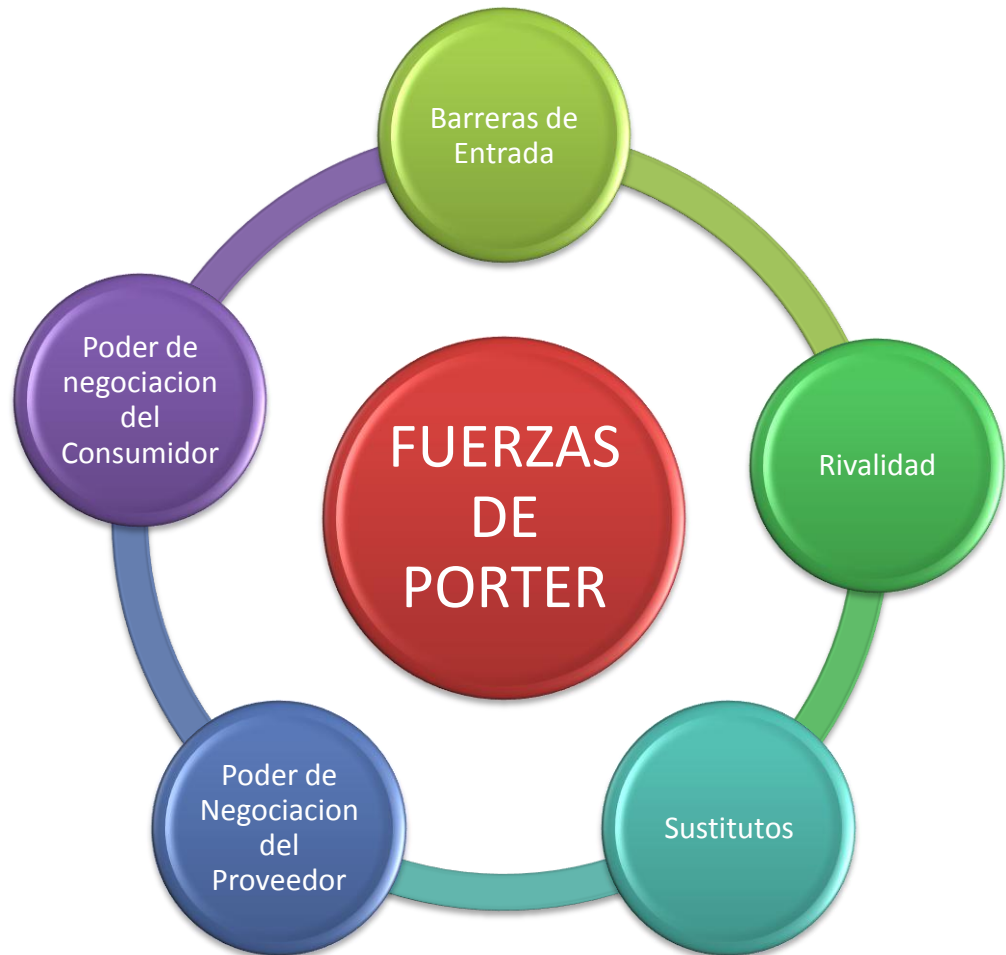 Barreras de
Entrada
Poder de
negociacion
del
Consumidor
FUERZAS
DE
PORTER
Rivalidad
Poder de
Negociacion
del
Proveedor
Sustitutos